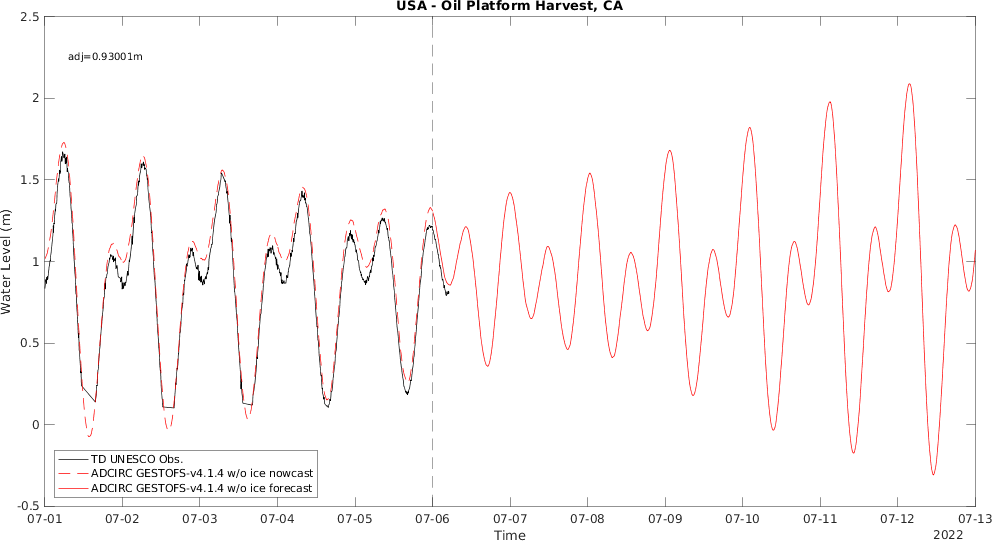 USA - Oil Platform Harvest, CA
2.5
2
1.5
1
0.5
0
-0.5
Water Level (m)
adj=0.93001m
TD UNESCO Obs.
ADCIRC GESTOFS-v4.1.4 w/o ice nowcast
ADCIRC GESTOFS-v4.1.4 w/o ice forecast
07-01 07-02 07-03 07-04 07-05 07-06 07-07 07-08 07-09 07-10 07-11 07-12 07-13
Time
2022